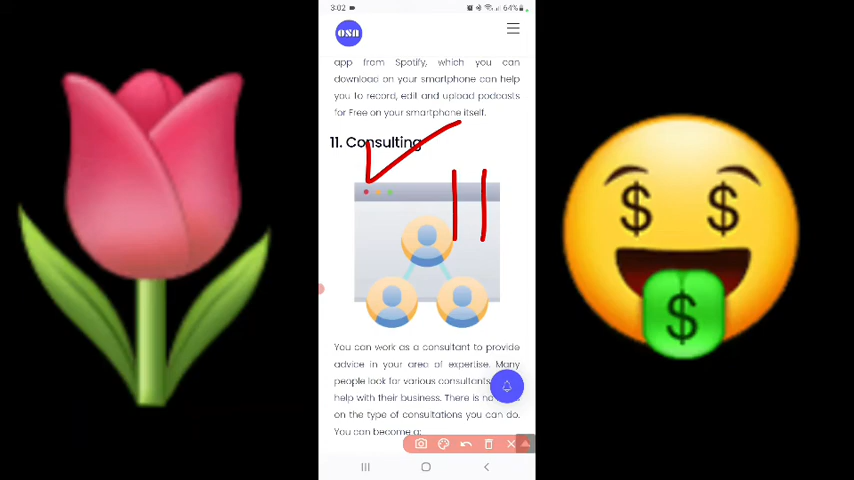 3:02
64%
OSO
app from Spotify, which you can
download on your smartphone can help
you to record, edit and upload podcasts
for Free on your smartphone itself.
11. Consulting
11
You can work as a consultant to provide
advice in your area of expertise. Many
people look for various consultants
help with their business. There is no
on the type of consultations you can do.
You can become a: